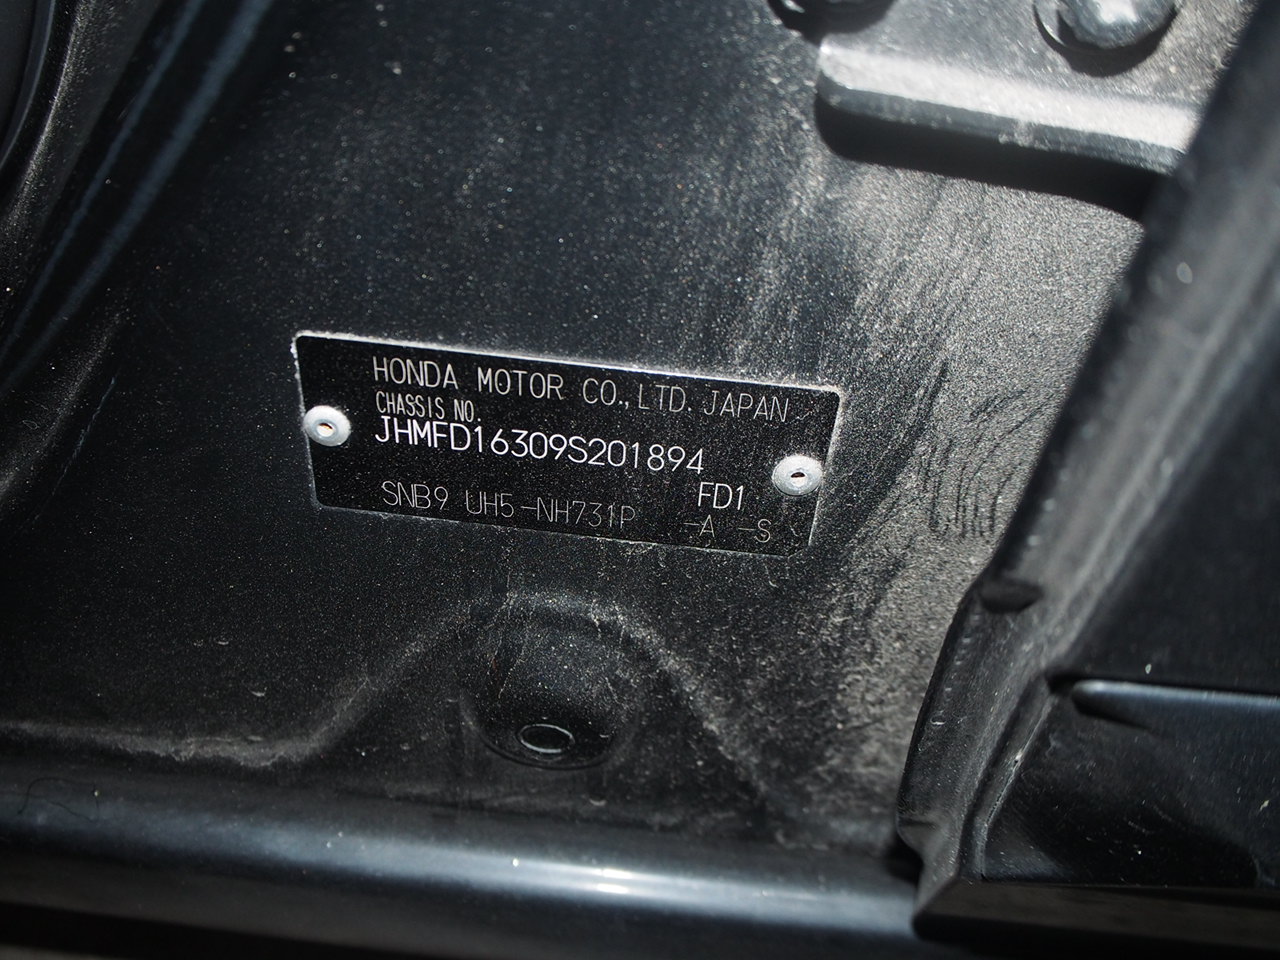 HONDA MOTOR CO., LTD. JAPAN
CHASSIS NO.
JHMFD16309S201894
FD1
SNB9 UH5-NH731P -A -S